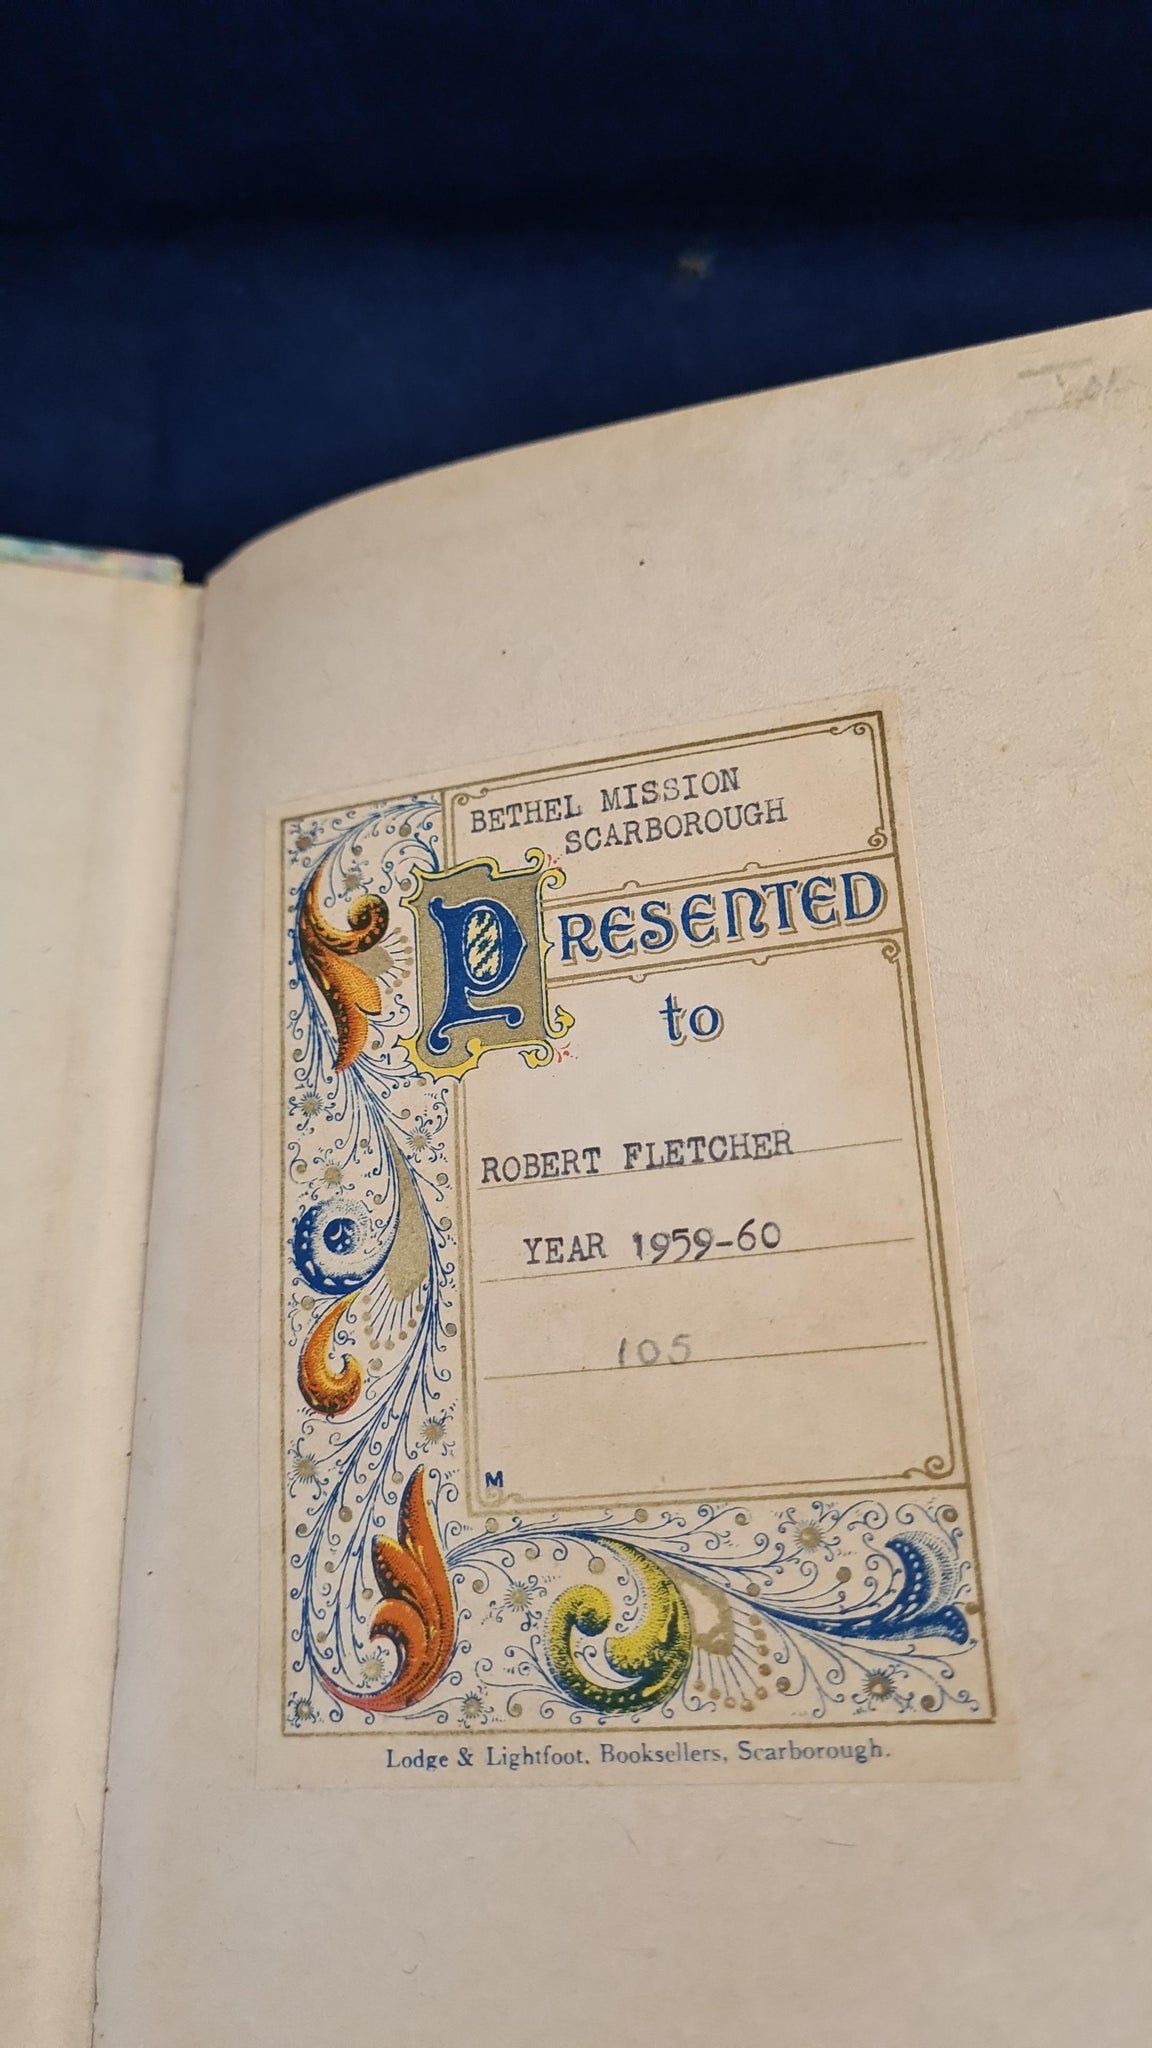 BETHEL MISSION
SCARBOROUGH
PRESENTED
to
ROBERT FLETCHER
YEAR 1959-60
105
M
Lodge & Lightfoot, Booksellers, Scarborough.